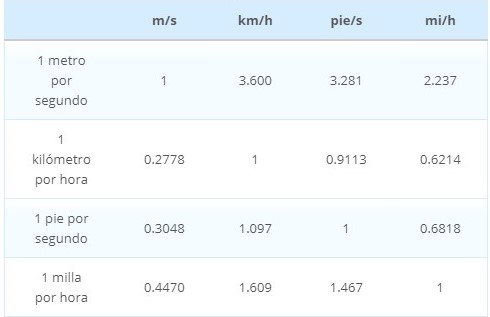 m/s km/h pie/s mi/h
1 metro
por
segundo
1 3.600 3.281 2.237
1
kilómetro
por hora
0.2778 1 0.9113 0.6214
1 pie por
segundo
0.3048 1.097 1 0.6818
1 milla
por hora
0.4470 1.609 1.467 1